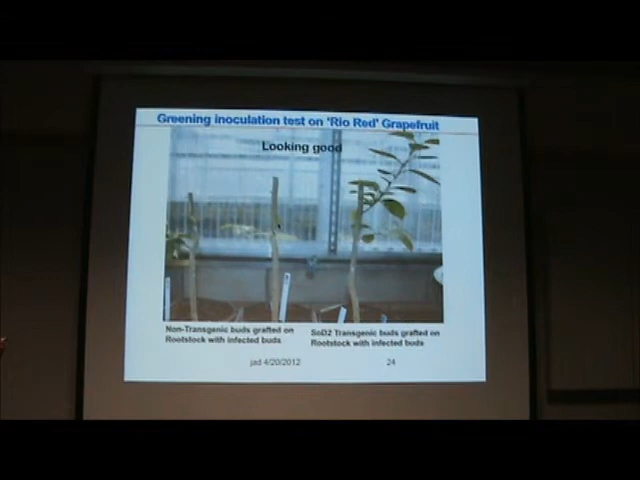 Greening inoculation test on 'Rio Red' Grapefruit
Looking good
Non-Transgenic buds grafted on
Rootstock with infected buds
SoD2 Transgenic buds grafted on
Rootstock with infected buds
jad 4/20/2012
24